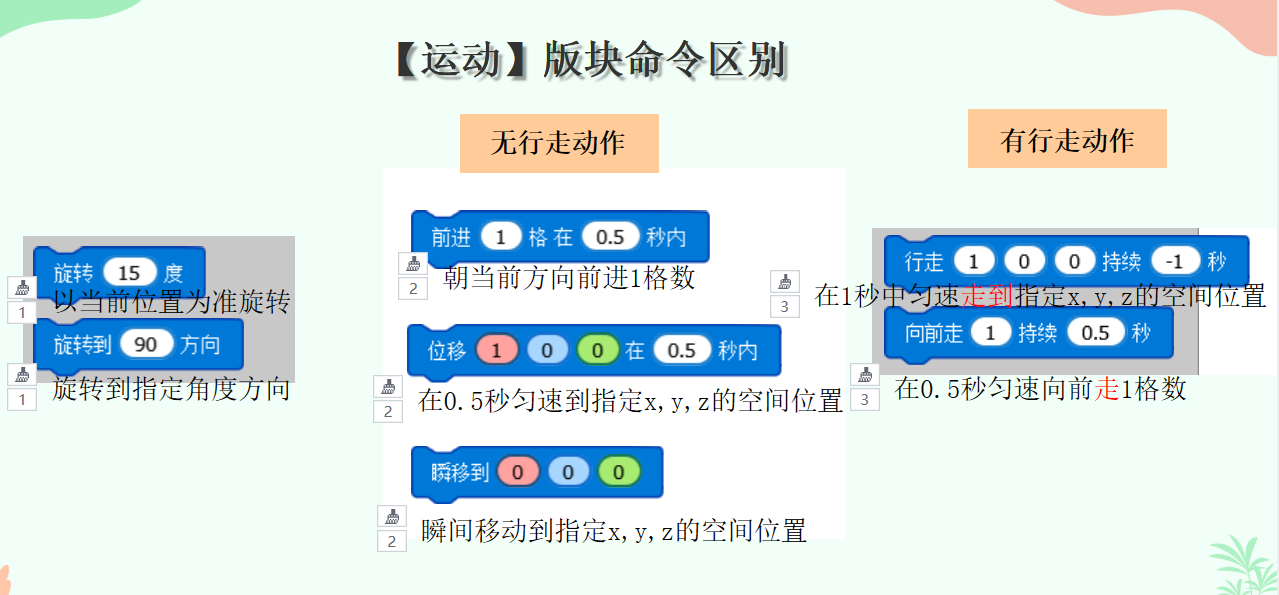 【运动】版块命令区别
无行走动作
有行走动作
旋转 15 度
1
以当前位置为准旋转
旋转到 90 方向
1
旋转到指定角度方向
前进 1 格 在 0.5 秒内
2
朝当前方向前进1格数
位移 1 0 0 在 0.5 秒内
2
在0.5秒匀速到指定x,y,z的空间位置
瞬移到 0 0 0
2
瞬间移动到指定x,y,z的空间位置
行走 1 0 0 持续 -1 秒
3
在1秒中匀速走到指定x,y,z的空间位置
向前走 1 持续 0.5 秒
3
在0.5秒匀速向前走1格数